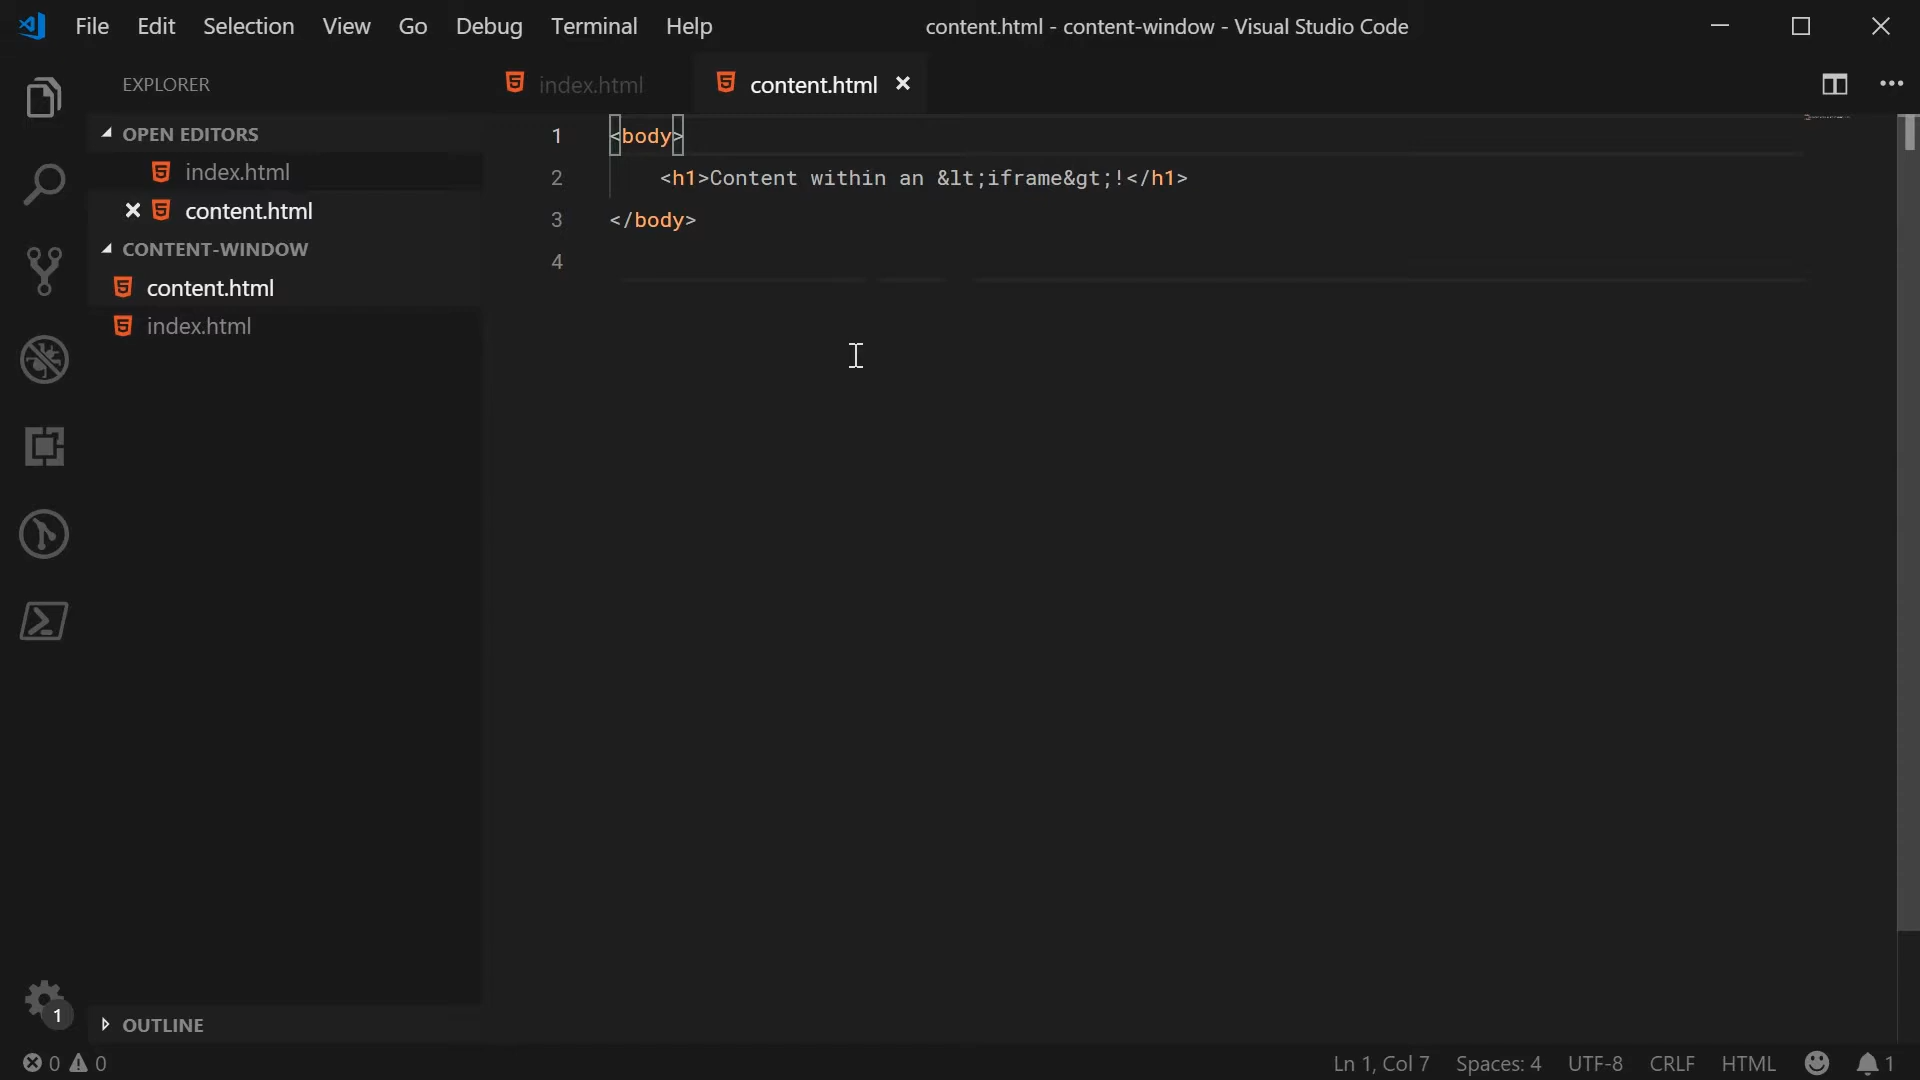 File Edit Selection View Go Debug Terminal Help content.html - content-window - Visual Studio Code
EXPLORER
OPEN EDITORS
index.html
content.html
CONTENT-WINDOW
content.html
index.html
OUTLINE
index.html content.html
1 <body>
2 <h1>Content within an &lt;iframe&gt;!</h1>
3 </body>
4
1
0 0 Ln 1, Col 7 Spaces: 4 UTF-8 CRLF HTML 1